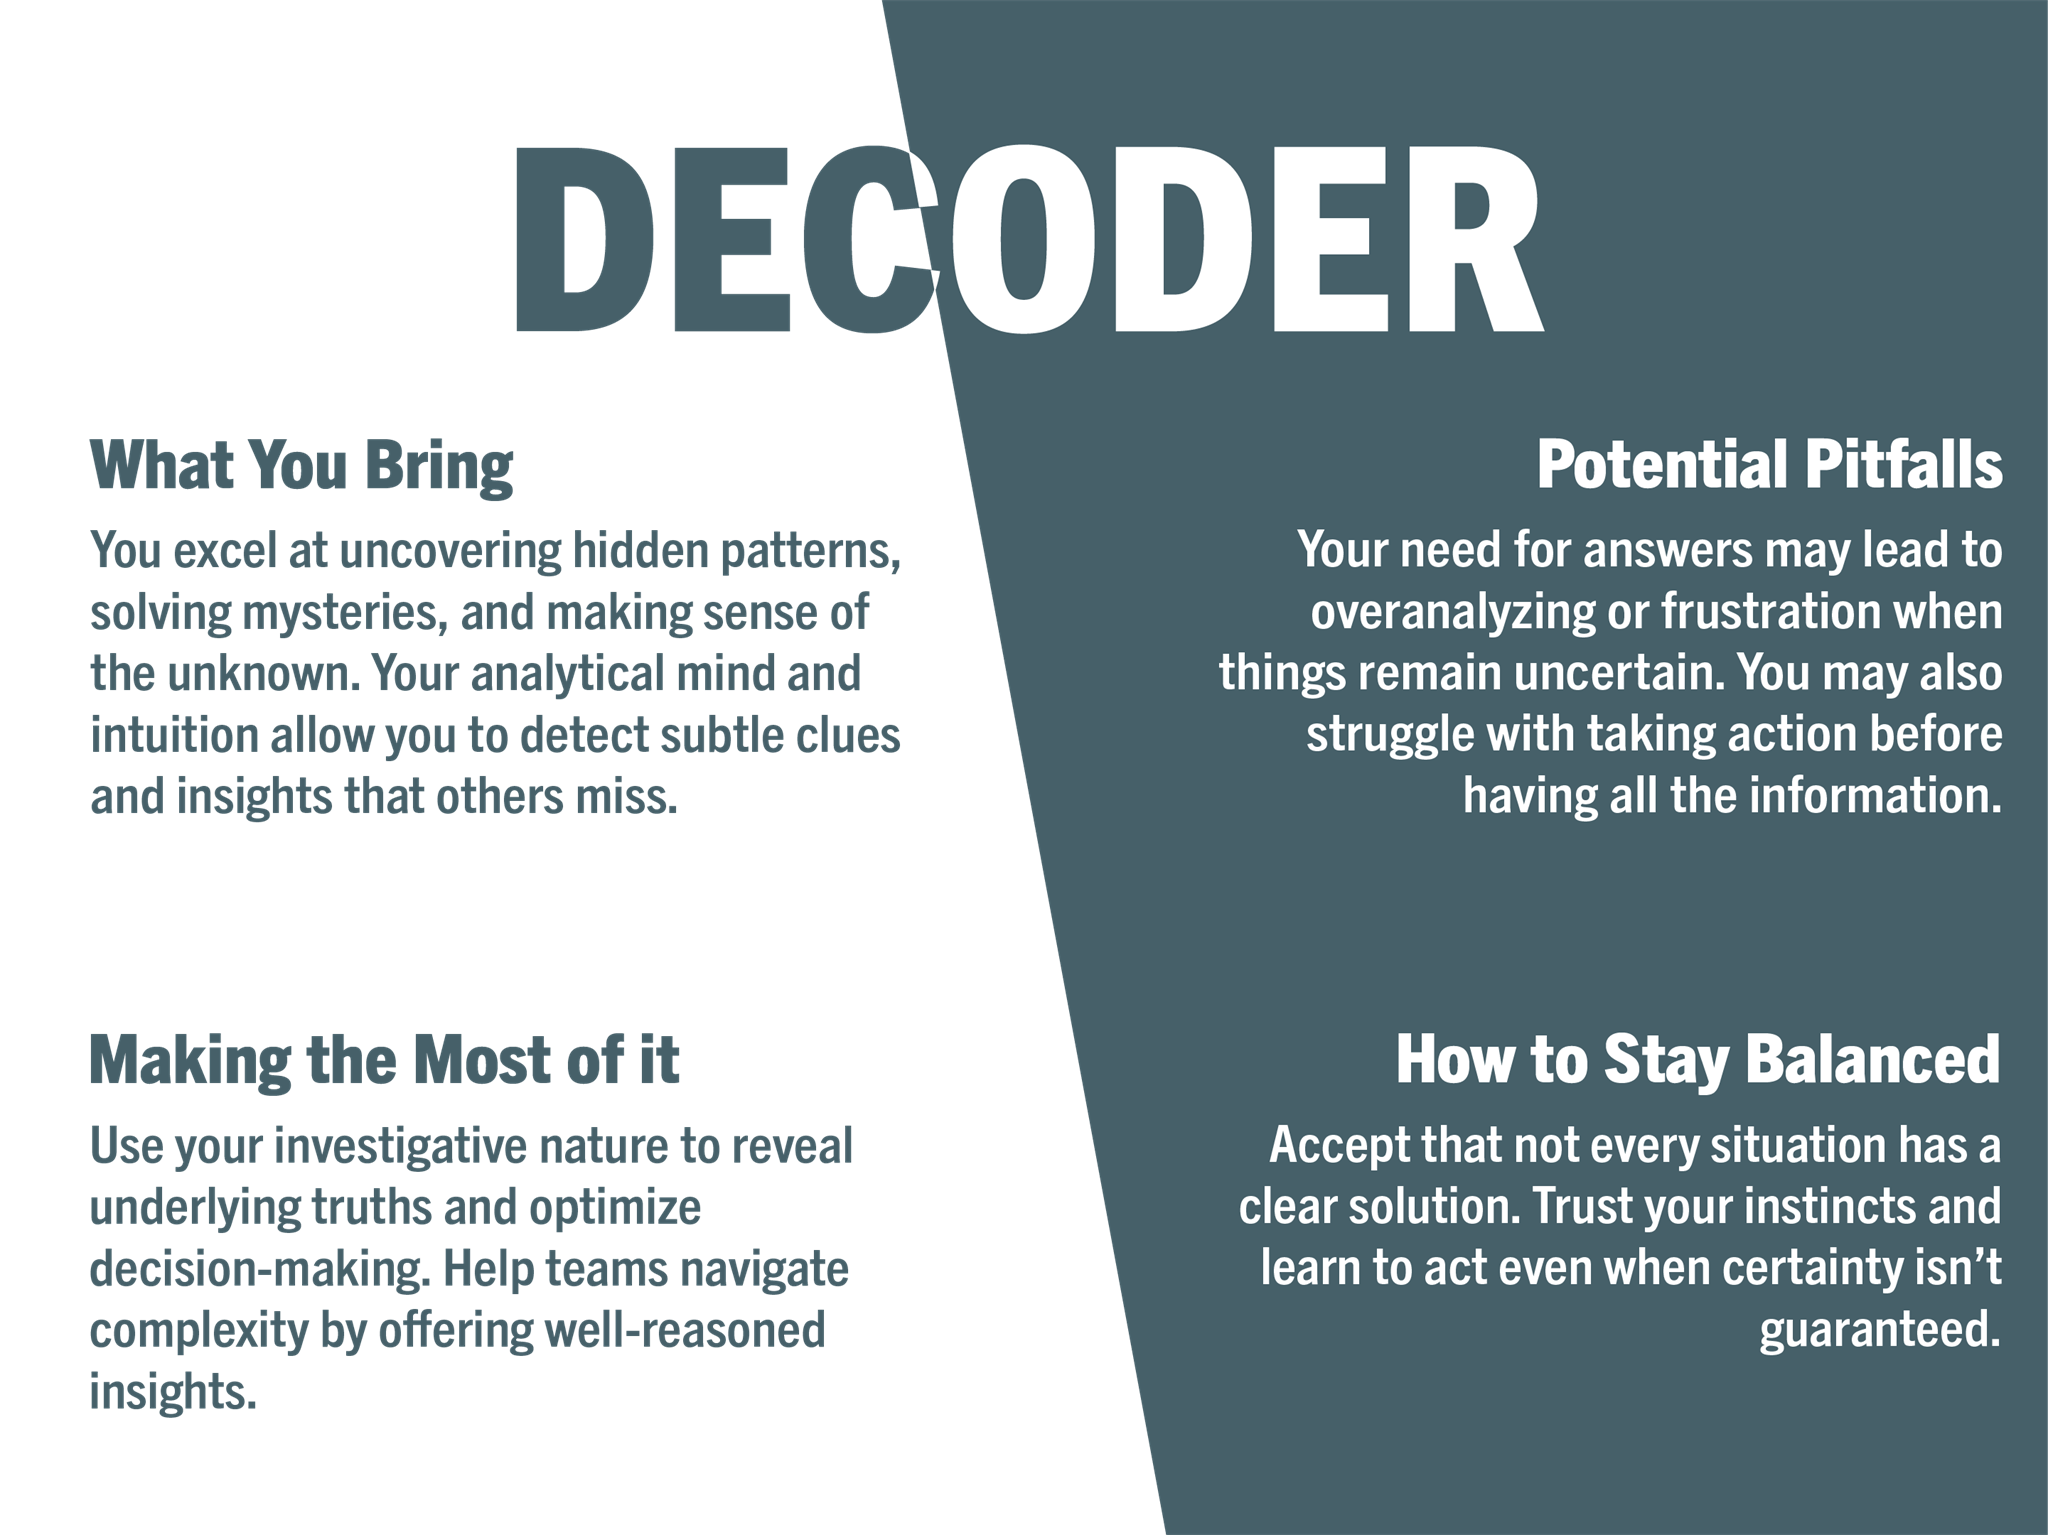 DECODER
What You Bring
You excel at uncovering hidden patterns,
solving mysteries, and making sense of
the unknown. Your analytical mind and
intuition allow you to detect subtle clues
and insights that others miss.
Potential Pitfalls
Your need for answers may lead to
overanalyzing or frustration when
things remain uncertain. You may also
struggle with taking action before
having all the information.
Making the Most of it
Use your investigative nature to reveal
underlying truths and optimize
decision-making. Help teams navigate
complexity by offering well-reasoned
insights.
How to Stay Balanced
Accept that not every situation has a
clear solution. Trust your instincts and
learn to act even when certainty isn’t
guaranteed.